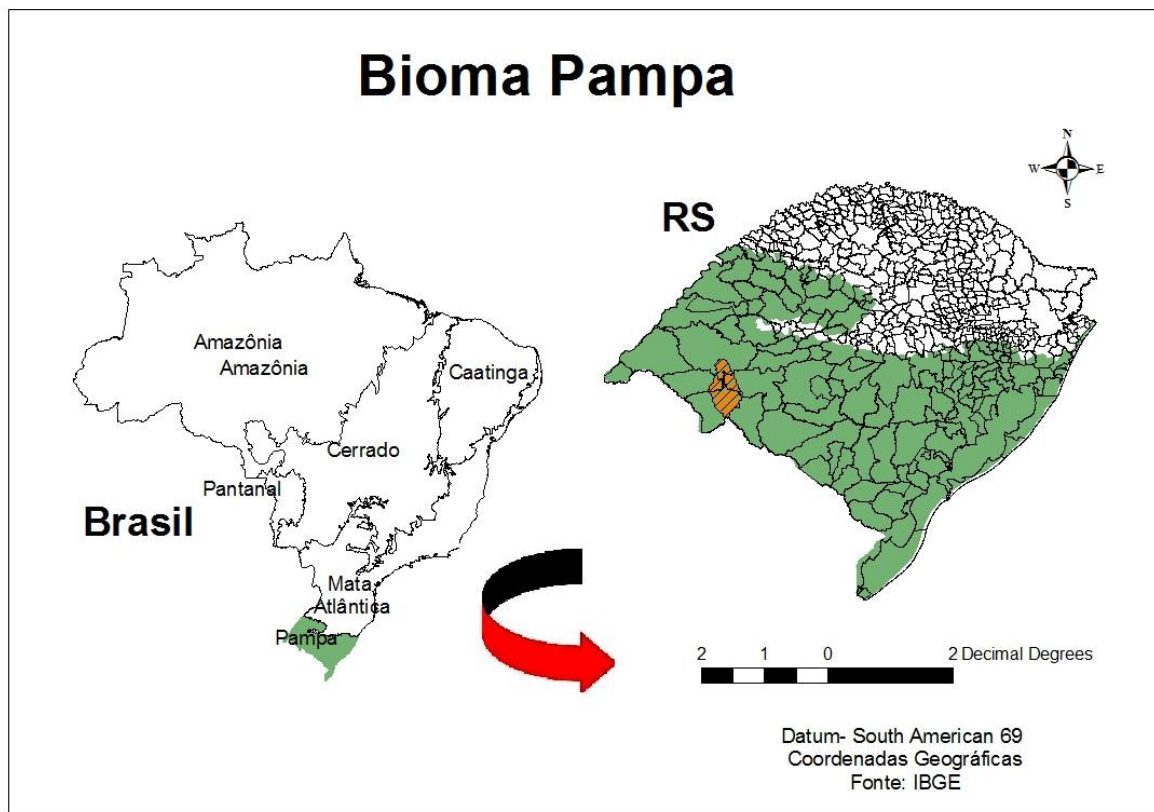 Bioma Pampa
N
W
E
S
RS
Amazônia
Amazônia
Caatinga
Cerrado
Pantanal
Brasil
Mata
Atlântica
Pampa
2 1 0 2 Decimal Degrees
Datum- South American 69
Coordenadas Geográficas
Fonte: IBGE